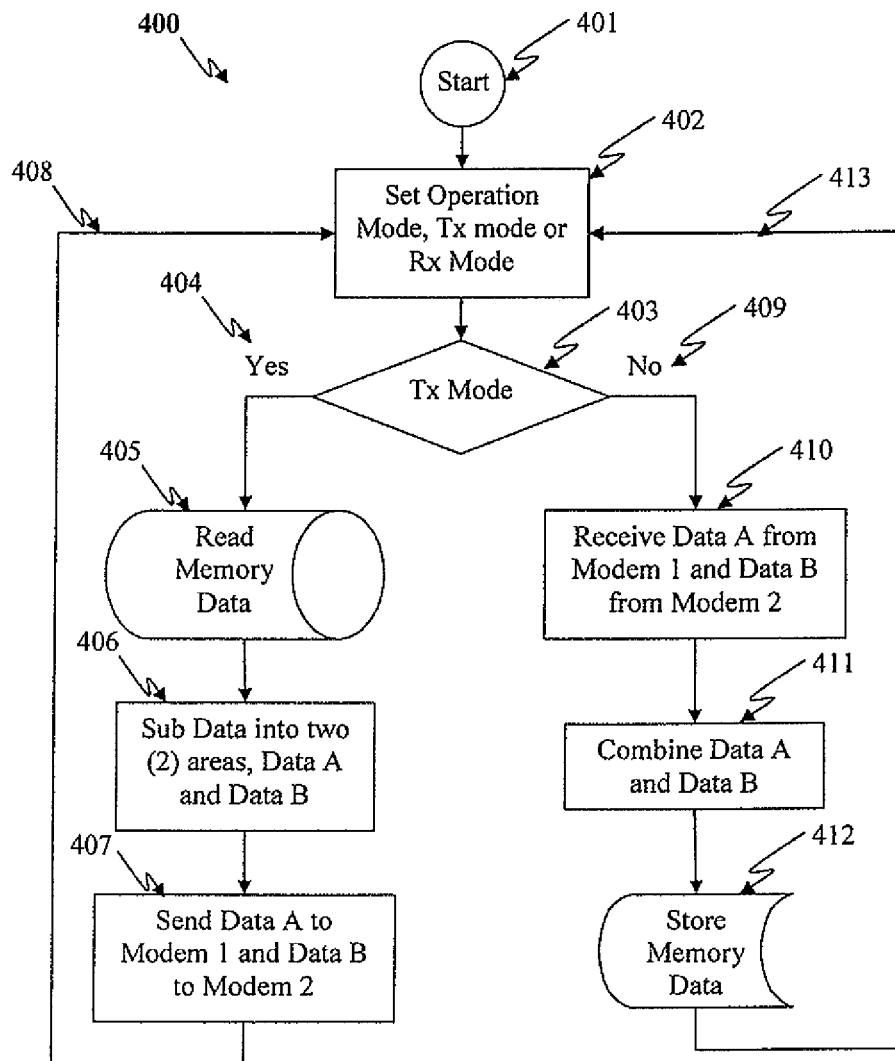 400
401
Start
402
408
413
Set Operation
Mode, Tx mode or
Rx Mode
404
403
409
Yes
No
Tx Mode
405
410
Read
Memory
Data
Receive Data A from
Modem 1 and Data B
from Modem 2
406
411
Sub Data into two
(2) areas, Data A
and Data B
Combine Data A
and Data B
407
412
Send Data A to
Modem 1 and Data B
to Modem 2
Store
Memory
Data